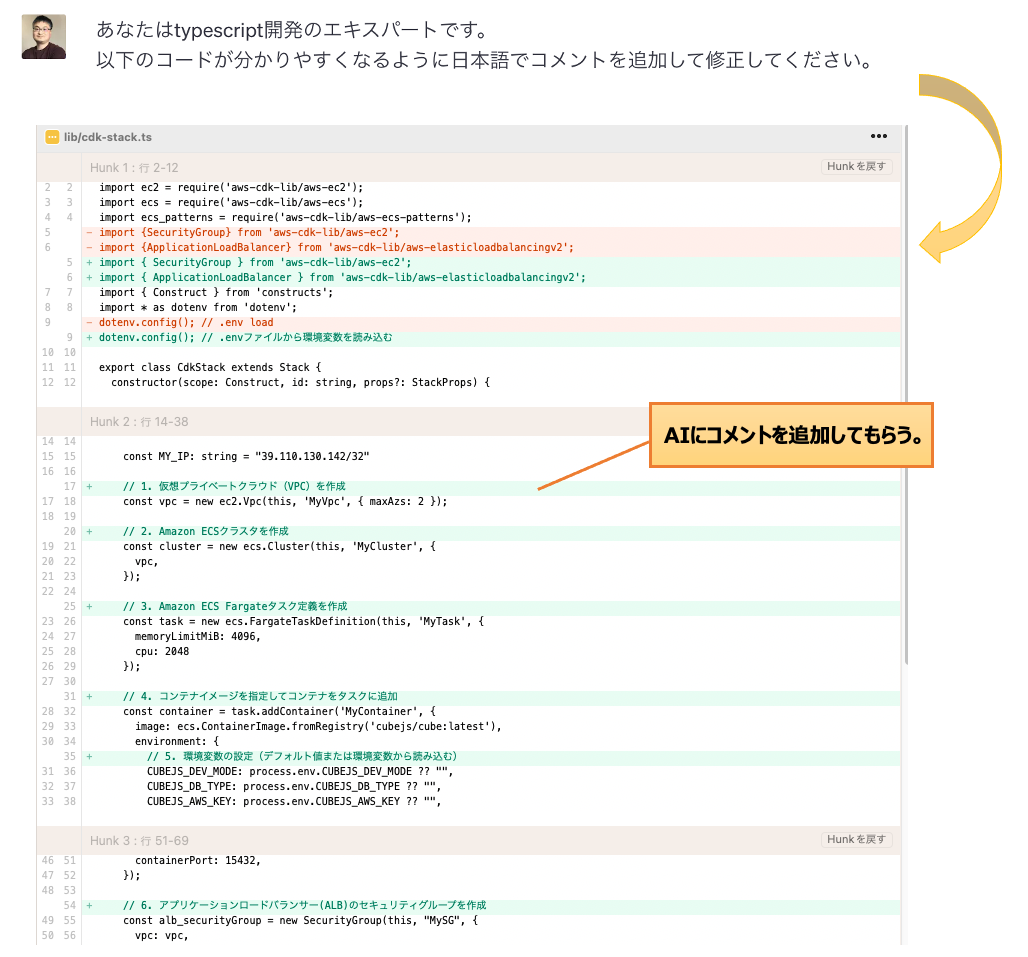 あなたはtypescript開発のエキスパートです。
以下のコードが分かりやすくなるように日本語でコメントを追加して修正してください。
lib/cdk-stack.ts •••
Hunk 1 : 行 2-12 Hunkを戻す
2 2 import ec2 = require('aws-cdk-lib/aws-ec2');
3 3 import ecs = require('aws-cdk-lib/aws-ecs');
4 4 import ecs_patterns = require('aws-cdk-lib/aws-ecs-patterns');
5 - import {SecurityGroup} from 'aws-cdk-lib/aws-ec2';
6 - import {ApplicationLoadBalancer} from 'aws-cdk-lib/aws-elasticloadbalancingv2';
5 + import { SecurityGroup } from 'aws-cdk-lib/aws-ec2';
6 + import { ApplicationLoadBalancer } from 'aws-cdk-lib/aws-elasticloadbalancingv2';
7 7 import { Construct } from 'constructs';
8 8 import * as dotenv from 'dotenv';
9 - dotenv.config(); // .env load
9 + dotenv.config(); // .envファイルから環境変数を読み込む
10 10
11 11 export class CdkStack extends Stack {
12 12 constructor(scope: Construct, id: string, props?: StackProps) {
Hunk 2 : 行 14-38
AIにコメントを追加してもらう。
14 14
15 15 const MY_IP: string = "39.110.130.142/32"
16 16
17 + // 1. 仮想プライベートクラウド（VPC）を作成
17 18 const vpc = new ec2.Vpc(this, 'MyVpc', { maxAzs: 2 });
18 19
20 + // 2. Amazon ECSクラスタを作成
19 21 const cluster = new ecs.Cluster(this, 'MyCluster', {
20 22 vpc,
21 23 });
22 24
25 + // 3. Amazon ECS Fargateタスク定義を作成
23 26 const task = new ecs.FargateTaskDefinition(this, 'MyTask', {
24 27 memoryLimitMiB: 4096,
25 28 cpu: 2048
26 29 });
27 30
31 + // 4. コンテナイメージを指定してコンテナをタスクに追加
28 32 const container = task.addContainer('MyContainer', {
29 33 image: ecs.ContainerImage.fromRegistry('cubejs/cube:latest'),
30 34 environment: {
35 + // 5. 環境変数の設定（デフォルト値または環境変数から読み込む）
31 36 CUBEJS_DEV_MODE: process.env.CUBEJS_DEV_MODE ?? "",
32 37 CUBEJS_DB_TYPE: process.env.CUBEJS_DB_TYPE ?? "",
33 38 CUBEJS_AWS_KEY: process.env.CUBEJS_AWS_KEY ?? "",
Hunk 3 : 行 51-69 Hunkを戻す
46 51 containerPort: 15432,
47 52 });
48 53
54 + // 6. アプリケーションロードバランサー(ALB)のセキュリティグループを作成
49 55 const alb_securityGroup = new SecurityGroup(this, "MySG", {
50 56 vpc: vpc,